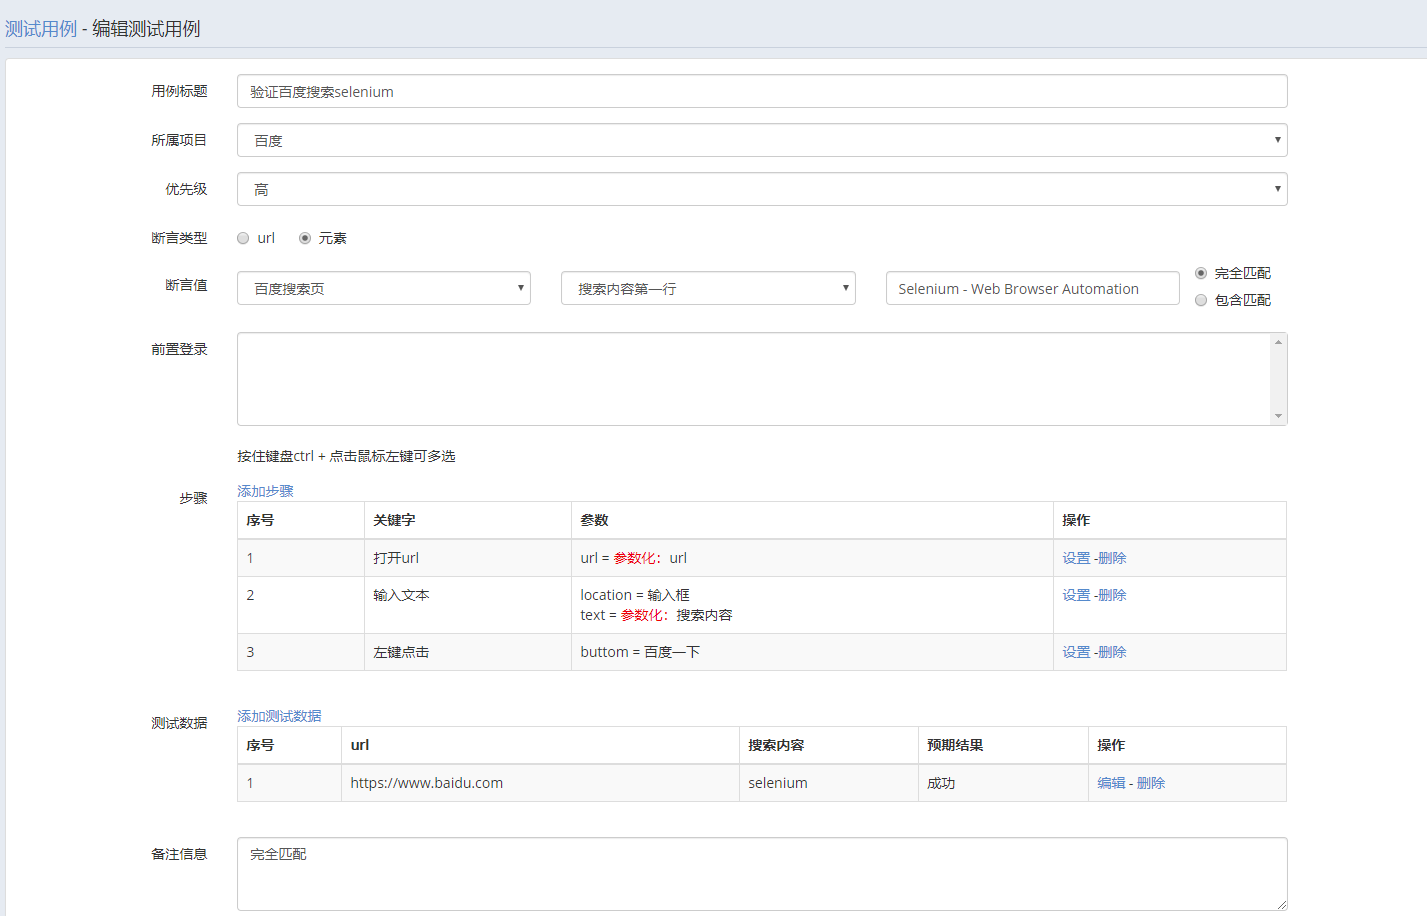 测试用例 - 编辑测试用例
用例标题 验证百度搜索selenium
所属项目 百度
优先级 高
断言类型 url 元素
断言值 百度搜索页 搜索内容第一行 Selenium - Web Browser Automation 完全匹配
包含匹配
前置登录
按住键盘ctrl + 点击鼠标左键可多选
步骤 添加步骤
序号 关键字 参数 操作
1 打开url url = 参数化：url 设置 -删除
2 输入文本 location = 输入框 设置 -删除
text = 参数化：搜索内容
3 左键点击 buttom = 百度一下 设置 -删除
测试数据 添加测试数据
序号 url 搜索内容 预期结果 操作
1 https://www.baidu.com selenium 成功 编辑 - 删除
备注信息 完全匹配